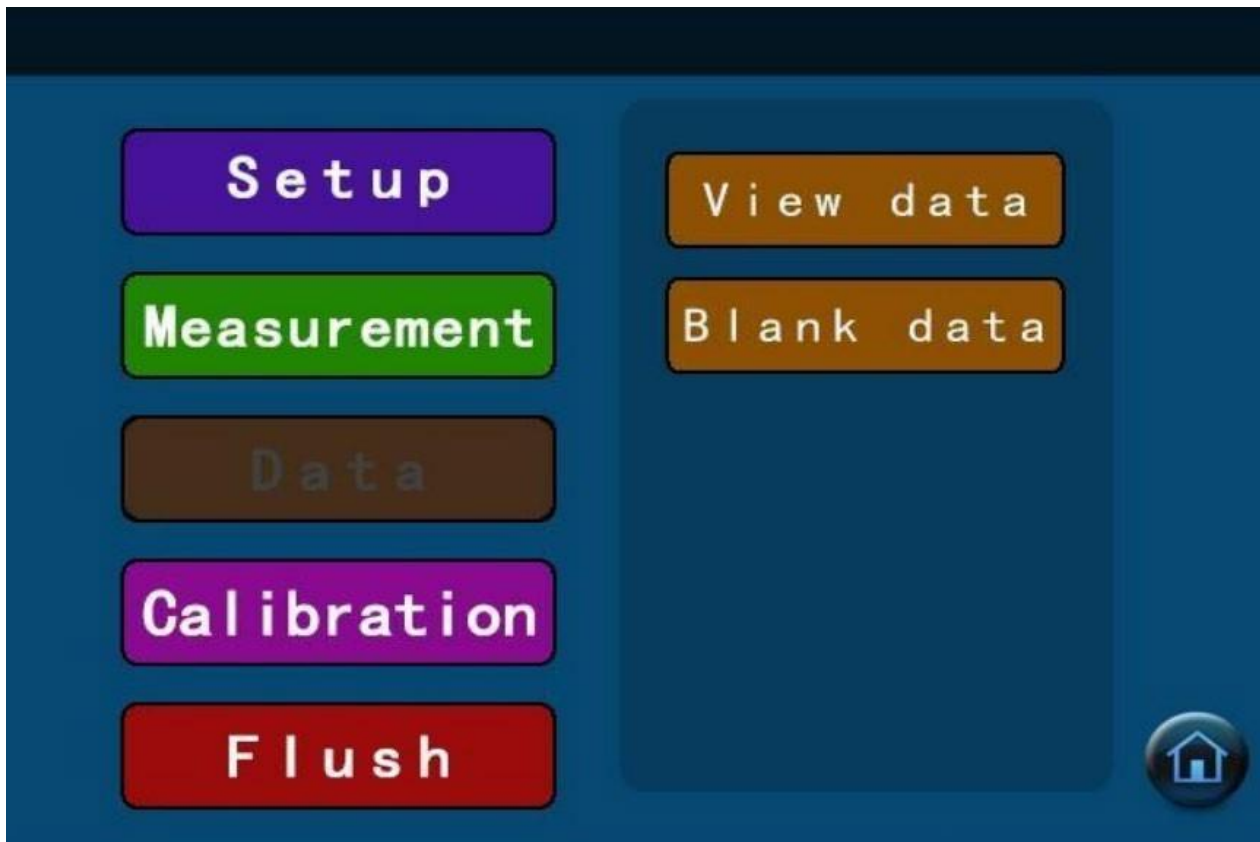 Setup
Measurement
Data
Calibration
Flush
View data
Blank data